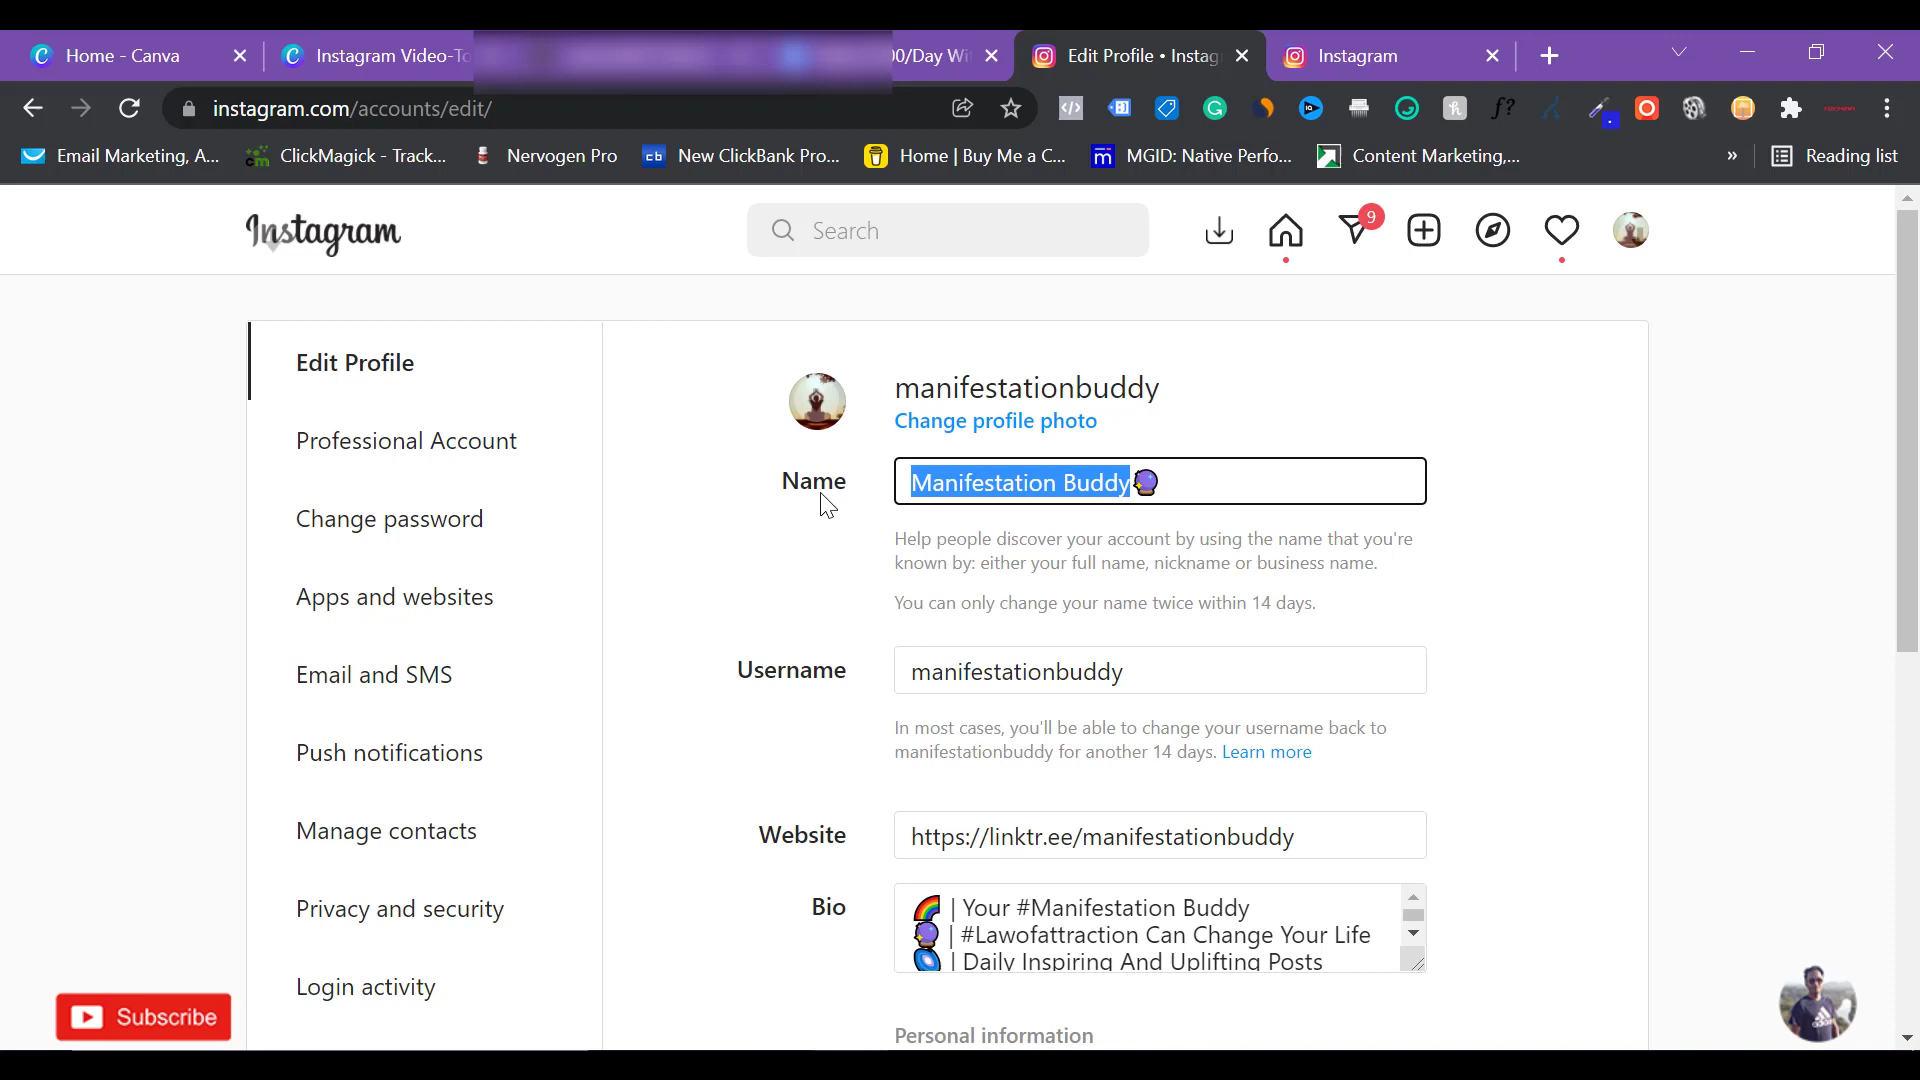 Home - Canva
Instagram Video-To
00/Day Wi
Edit Profile • Instag
Instagram
instagram.com/accounts/edit/
Email Marketing, A...
ClickMagick - Track...
Nervogen Pro
New ClickBank Pro...
Home | Buy Me a C...
MGID: Native Perfo...
Content Marketing,...
»
Reading list
Instagram
Search
9
Edit Profile
Professional Account
Change password
Apps and websites
Email and SMS
Push notifications
Manage contacts
Privacy and security
Login activity
manifestationbuddy
Change profile photo
Name
Manifestation Buddy🔮
Help people discover your account by using the name that you're
known by: either your full name, nickname or business name.
You can only change your name twice within 14 days.
Username
manifestationbuddy
In most cases, you'll be able to change your username back to
manifestationbuddy for another 14 days. Learn more
Website
https://linktr.ee/manifestationbuddy
Bio
🌈 | Your #Manifestation Buddy
🔮 | #Lawofattraction Can Change Your Life
🌀 | Daily Inspiring And Uplifting Posts
Personal information
Subscribe